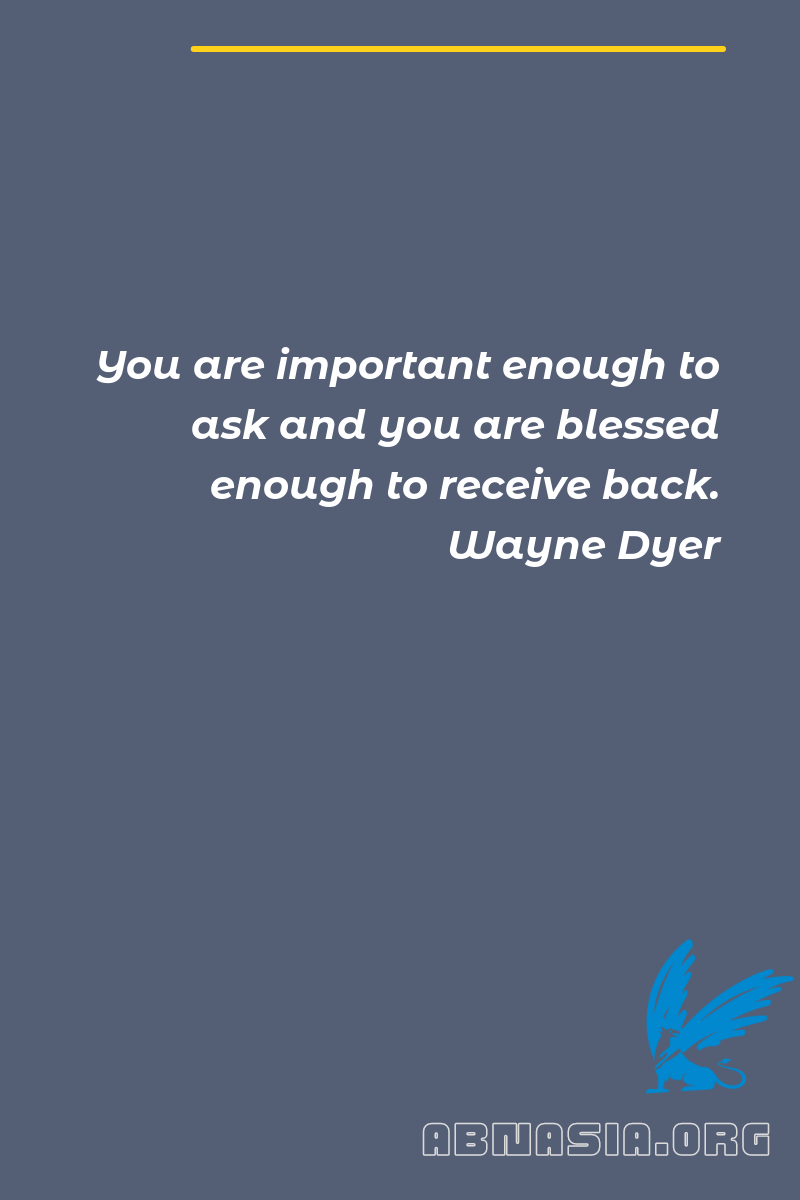 You are important enough to
ask and you are blessed
enough to receive back.
Wayne Dyer
ABNASIA.ORG